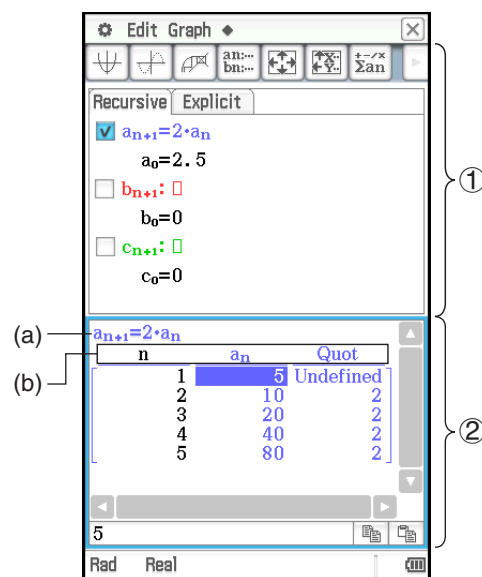 Edit Graph
an:… bn:… Σan
Recursive Explicit
aₙ₊₁=2·aₙ
a₀=2.5
bₙ₊₁:
b₀=0
cₙ₊₁:
c₀=0
①
(a) aₙ₊₁=2·aₙ
(b) n aₙ Quot
1 5 Undefined
2 10 2
3 20 2
4 40 2
5 80 2
②
5
Rad Real